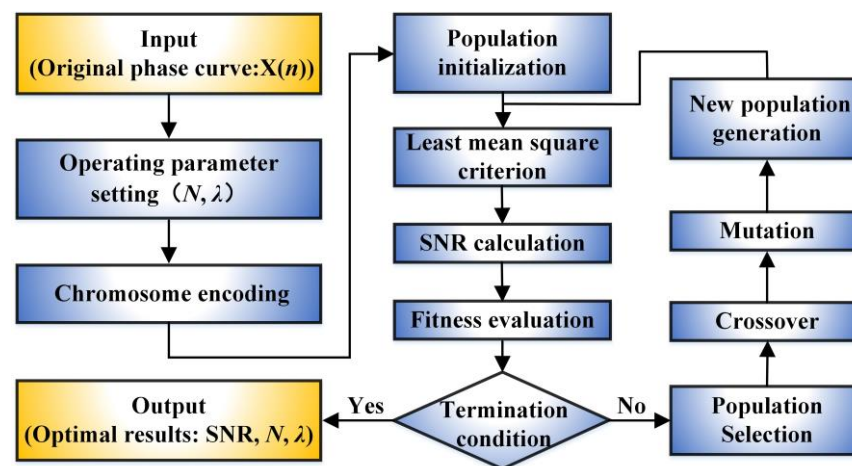 Input
(Original phase curve:X(n))
Operating parameter
setting（N, λ）
Chromosome encoding
Population
initialization
Least mean square
criterion
SNR calculation
Fitness evaluation
Termination
condition
Yes
No
Output
(Optimal results: SNR, N, λ)
Population
Selection
Crossover
Mutation
New population
generation